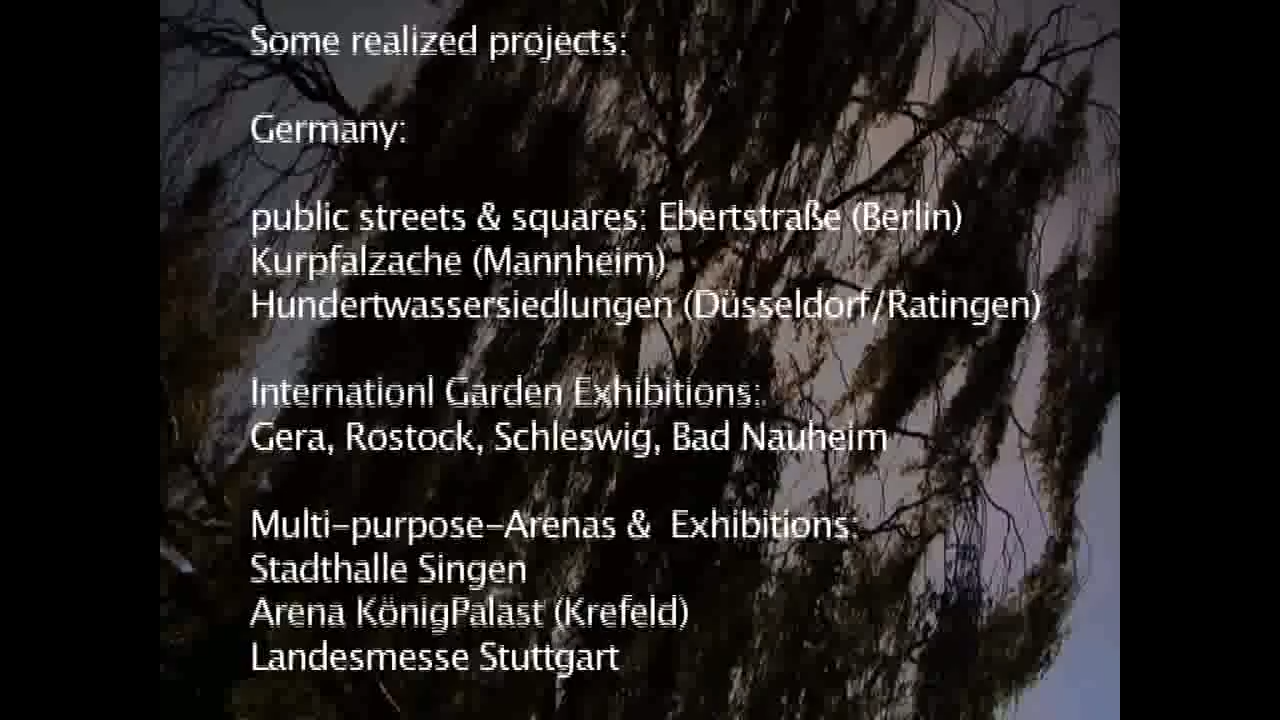 Some realized projects:
Germany:
public streets & squares: Ebertstraße (Berlin)
Kurpfalzache (Mannheim)
Hundertwassersiedlungen (Düsseldorf/Ratingen)
Internationl Garden Exhibitions:
Gera, Rostock, Schleswig, Bad Nauheim
Multi-purpose-Arenas & Exhibitions:
Stadthalle Singen
Arena KönigPalast (Krefeld)
Landesmesse Stuttgart